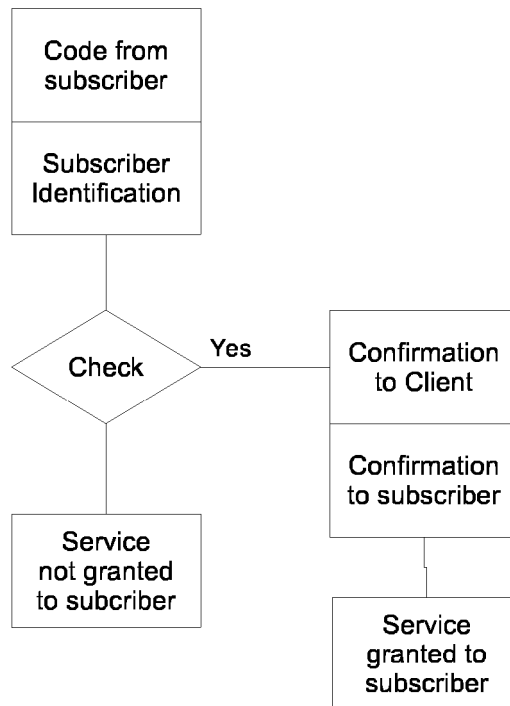 Code from
subscriber
Subscriber
Identification
Check
Yes
Confirmation
to Client
Confirmation
to subscriber
Service
not granted
to subcriber
Service
granted to
subscriber